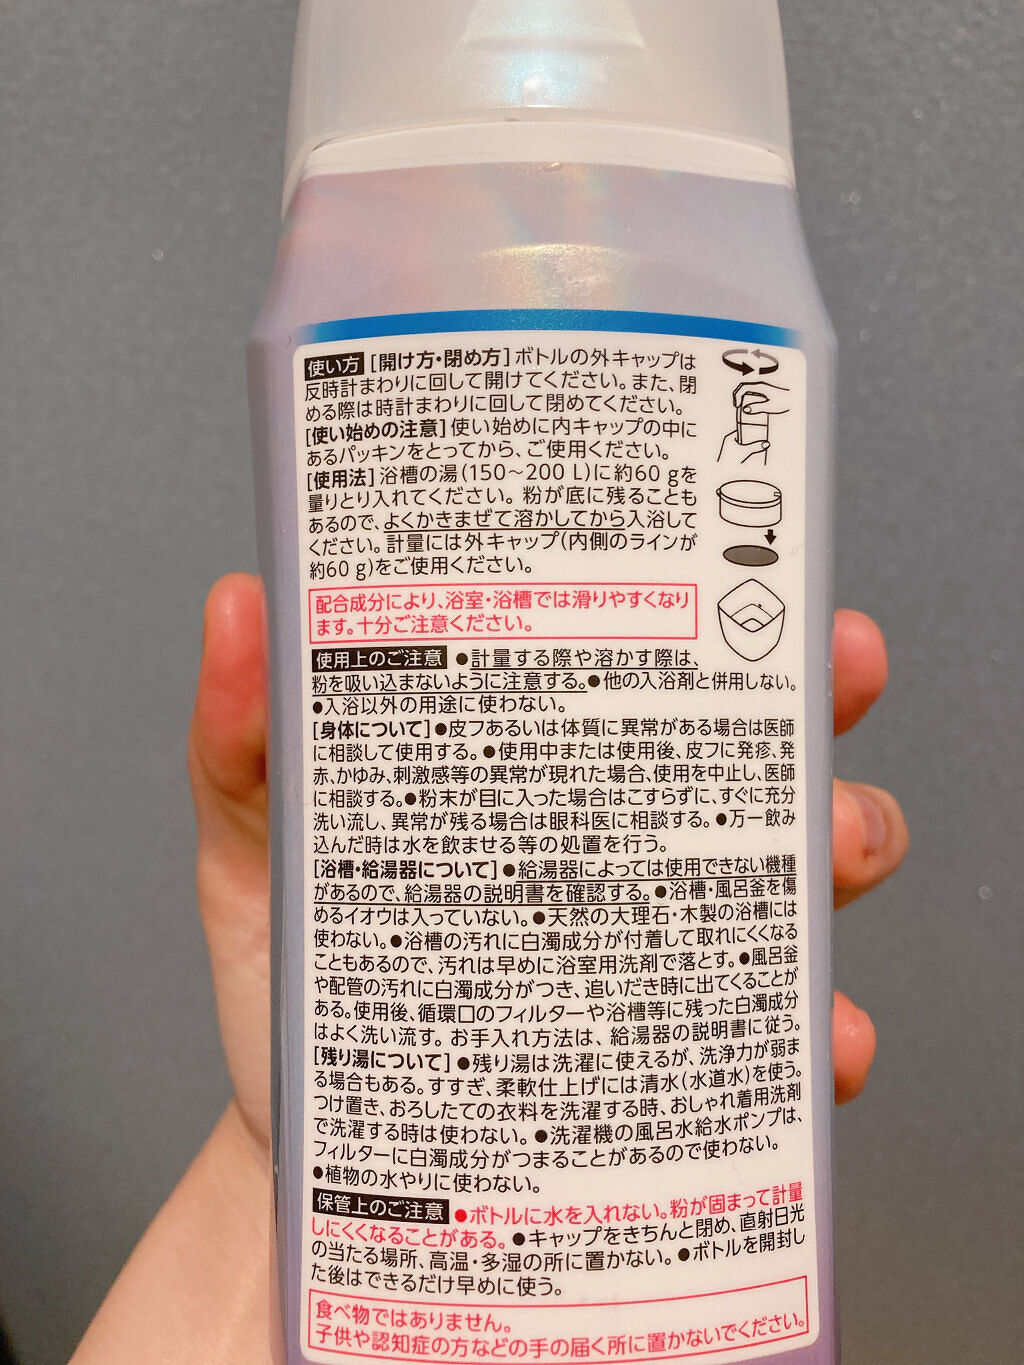 使い方 [開け方・閉め方]ボトルの外キャップは
反時計まわりに回して開けてください。また、閉
める際は時計まわりに回して閉めてください。
[使い始めの注意]使い始めに内キャップの中に
あるパッキンをとってから、ご使用ください。
[使用法]浴槽の湯(150～200 L)に約60 gを
量りとり入れてください。粉が底に残ることも
あるので、よくかきまぜて溶かしてから入浴して
ください。計量には外キャップ(内側のラインが
約60 g)をご使用ください。
配合成分により、浴室・浴槽では滑りやすくなり
ます。十分ご注意ください。
使用上のご注意 ●計量する際や溶かす際は、
粉を吸い込まないように注意する。●他の入浴剤と併用しない。
●入浴以外の用途に使わない。
[身体について]●皮フあるいは体質に異常がある場合は医師
に相談して使用する。●使用中または使用後、皮フに発疹、発
赤、かゆみ、刺激感等の異常が現れた場合、使用を中止し、医師
に相談する。●粉末が目に入った場合はこすらずに、すぐに充分
洗い流し、異常が残る場合は眼科医に相談する。●万一飲み
込んだ時は水を飲ませる等の処置を行う。
[浴槽・給湯器について]●給湯器によっては使用できない機種
があるので、給湯器の説明書を確認する。●浴槽・風呂釜を傷
めるイオウは入っていない。●天然の大理石・木製の浴槽には
使わない。●浴槽の汚れに白濁成分が付着して取れにくくなる
こともあるので、汚れは早めに浴室用洗剤で落とす。●風呂釜
や配管の汚れに白濁成分がつき、追いだき時に出てくることが
ある。使用後、循環口のフィルターや浴槽等に残った白濁成分
はよく洗い流す。お手入れ方法は、給湯器の説明書に従う。
[残り湯について]●残り湯は洗濯に使えるが、洗浄力が弱ま
る場合もある。すすぎ、柔軟仕上げには清水(水道水)を使う。
つけ置き、おろしたての衣料を洗濯する時、おしゃれ着用洗剤
で洗濯する時は使わない。●洗濯機の風呂水給水ポンプは、
フィルターに白濁成分がつまることがあるので使わない。
●植物の水やりに使わない。
保管上のご注意 ●ボトルに水を入れない。粉が固まって計量
しにくくなることがある。●キャップをきちんと閉め、直射日光
の当たる場所、高温・多湿の所に置かない。●ボトルを開封し
た後はできるだけ早めに使う。
食べ物ではありません。
子供や認知症の方などの手の届く所に置かないでください。